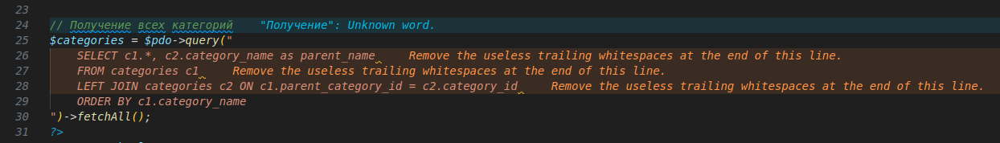 23
24 // Получение всех категорий "Получение": Unknown word.
25 $categories = $pdo->query("
26 SELECT c1.*, c2.category_name as parent_name Remove the useless trailing whitespaces at the end of this line.
27 FROM categories c1 Remove the useless trailing whitespaces at the end of this line.
28 LEFT JOIN categories c2 ON c1.parent_category_id = c2.category_id Remove the useless trailing whitespaces at the end of this line.
29 ORDER BY c1.category_name
30 ")->fetchAll();
31 ?>